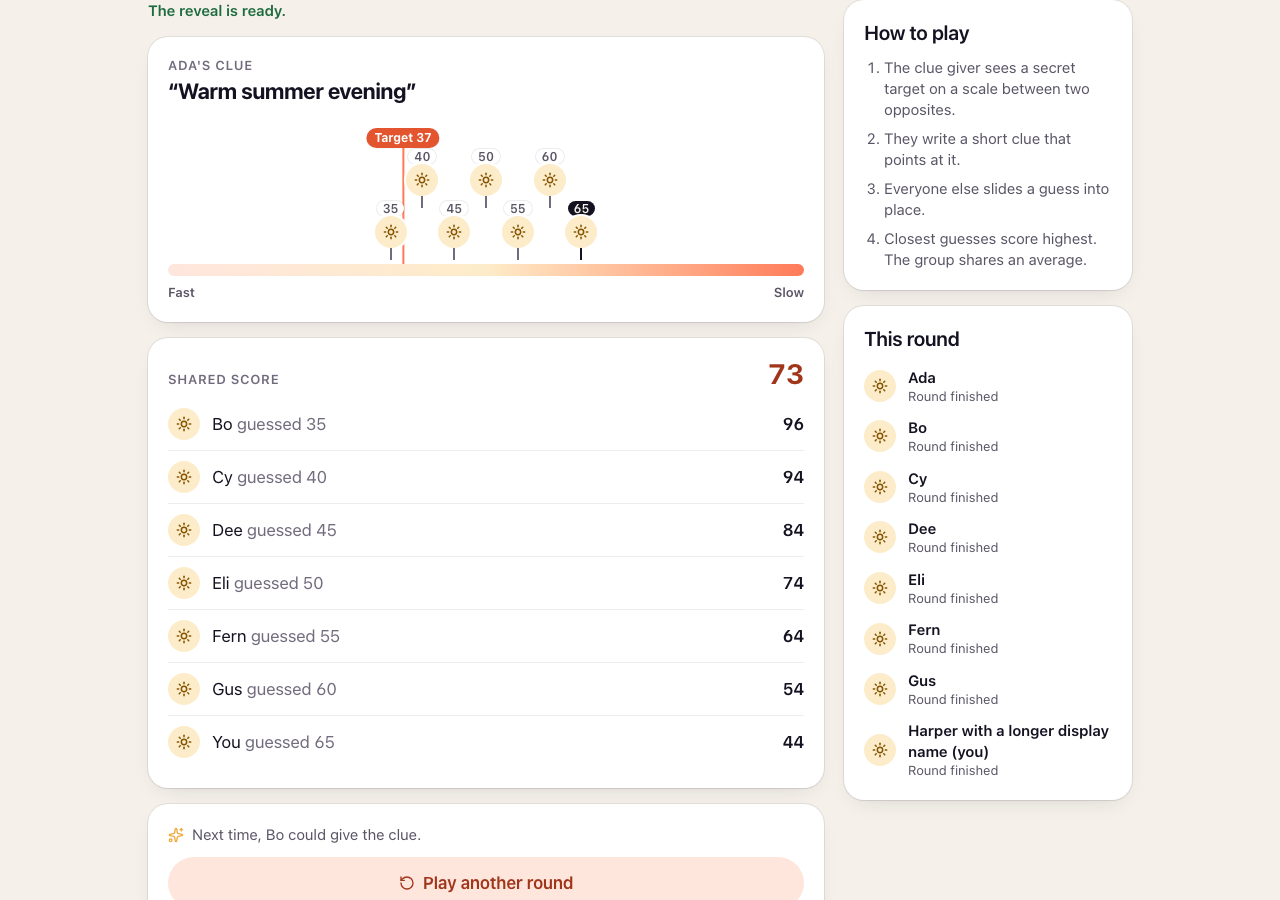 The reveal is ready.
ADA'S CLUE
“Warm summer evening”
Target 37
40
50
60
35
45
55
65
Fast
Slow
SHARED SCORE
73
Bo guessed 35
96
Cy guessed 40
94
Dee guessed 45
84
Eli guessed 50
74
Fern guessed 55
64
Gus guessed 60
54
You guessed 65
44
Next time, Bo could give the clue.
Play another round
How to play
1. The clue giver sees a secret
target on a scale between two
opposites.
2. They write a short clue that
points at it.
3. Everyone else slides a guess into
place.
4. Closest guesses score highest.
The group shares an average.
This round
Ada
Round finished
Bo
Round finished
Cy
Round finished
Dee
Round finished
Eli
Round finished
Fern
Round finished
Gus
Round finished
Harper with a longer display
name (you)
Round finished